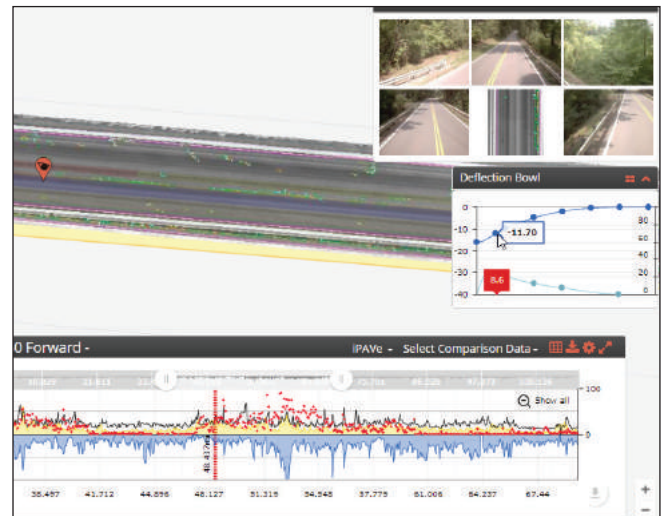 Deflection Bowl
0
-10
-20
-30
-40
80
60
40
20
0
-11.70
8.6
0 Forward -
iPAVe - Select Comparison Data -
100
Show all
0
48.417mi
38.497 41.712 44.896 48.127 51.319 54.548 57.779 61.006 64.237 67.44
+
−